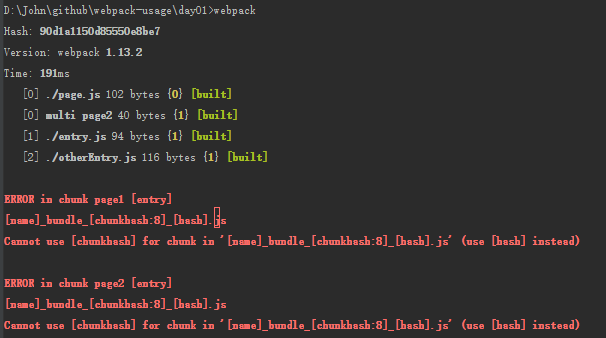 D:\John\github\webpack-usage\day01>webpack
Hash: 90d1a1150d85550e8be7
Version: webpack 1.13.2
Time: 191ms
[0] ./page.js 102 bytes {0} [built]
[0] multi page2 40 bytes {1} [built]
[1] ./entry.js 94 bytes {1} [built]
[2] ./otherEntry.js 116 bytes {1} [built]
ERROR in chunk page1 [entry]
[name]_bundle_[chunkhash:8]_[hash].js
Cannot use [chunkhash] for chunk in '[name]_bundle_[chunkhash:8]_[hash].js' (use [hash] instead)
ERROR in chunk page2 [entry]
[name]_bundle_[chunkhash:8]_[hash].js
Cannot use [chunkhash] for chunk in '[name]_bundle_[chunkhash:8]_[hash].js' (use [hash] instead)